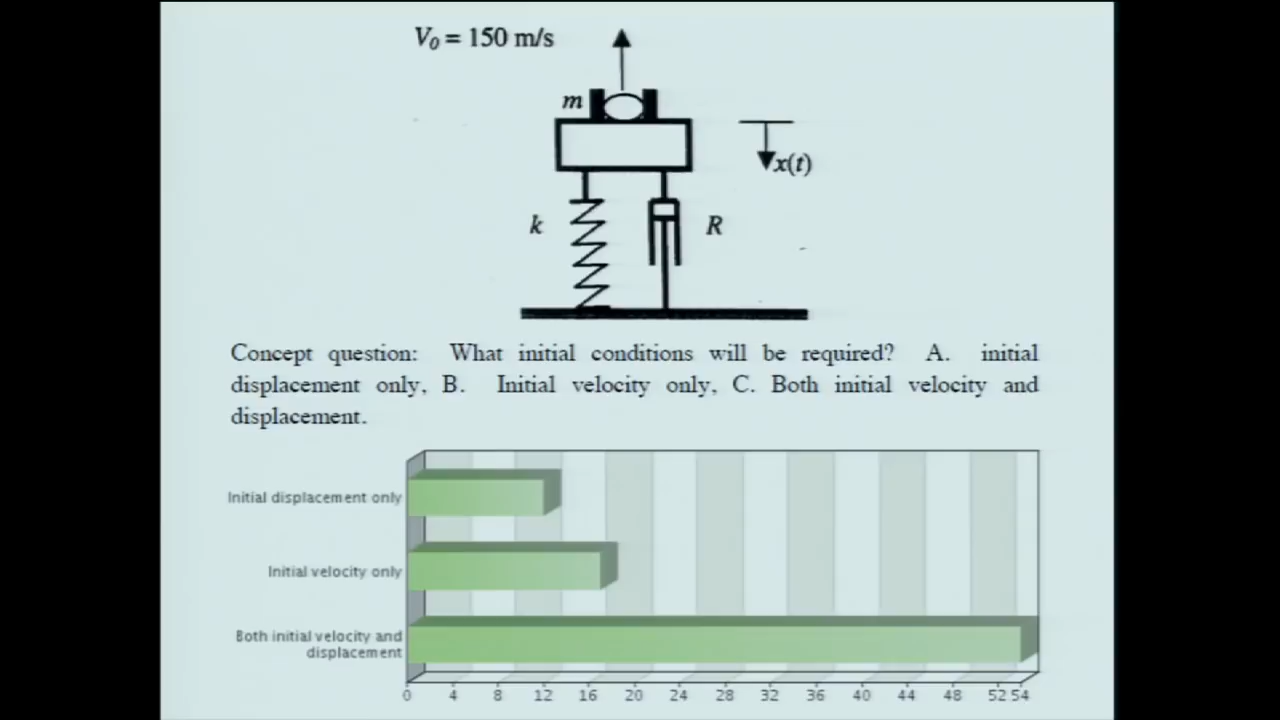 V₀ = 150 m/s
m
x(t)
k
R
Concept question: What initial conditions will be required? A. initial
displacement only, B. Initial velocity only, C. Both initial velocity and
displacement.
Initial displacement only
Initial velocity only
Both initial velocity and
displacement
0 4 8 12 16 20 24 28 32 36 40 44 48 52 54